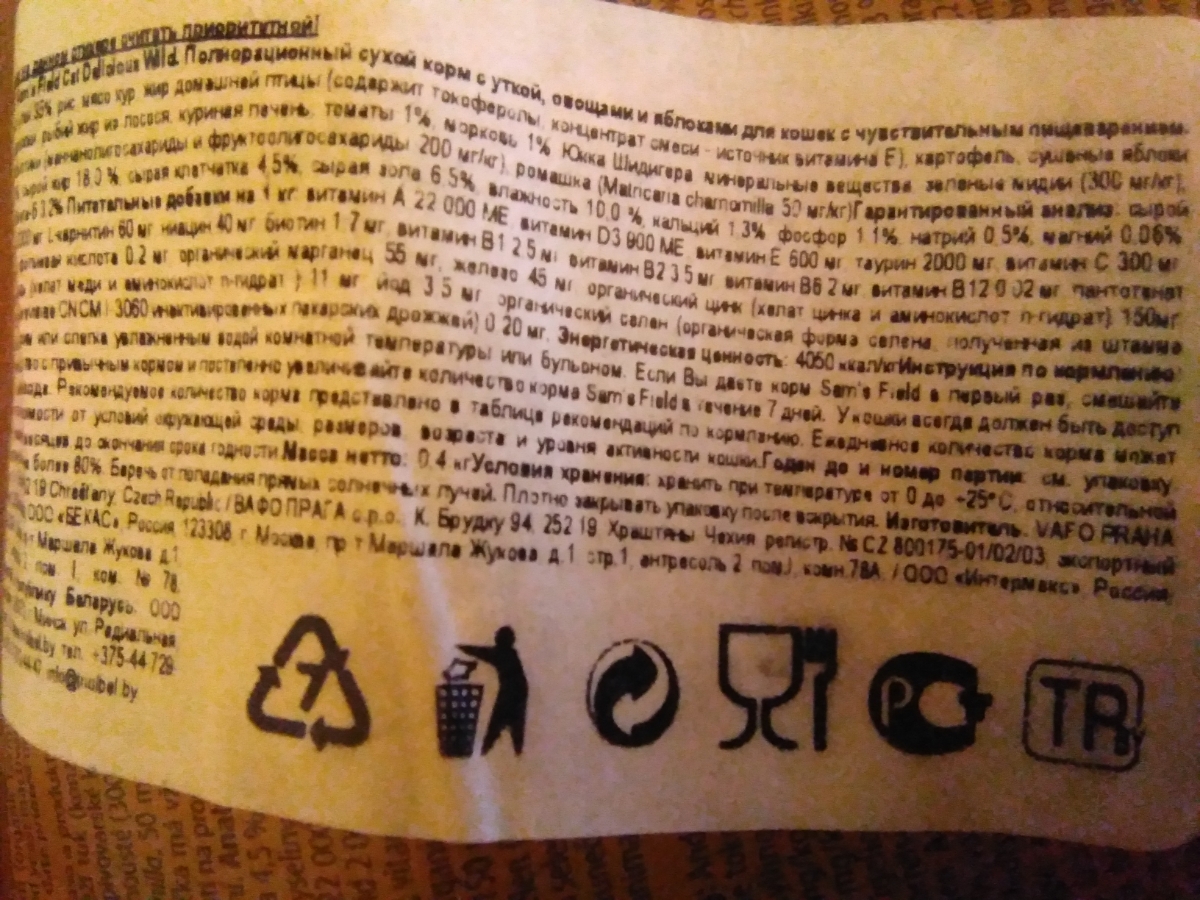 данном стикере считать приоритетной!
Field Cat Delicious Wild. Полнорационный сухой корм с уткой, овощами и яблоками для кошек с чувствительным пищеварением.
35% рис мясо кур жир домашней птицы (содержит токоферолы, концентрат смеси - источник витамина E), картофель, сушеные яблоки
рыбий жир из лосося, куриная печень, томаты 1%, морковь 1% Юкка Шидигера минеральные вещества зеленые мидии (300 мг/кг),
(маннанолигосахариды и фруктоолигосахариды 200 мг/кг), ромашка (Matricaria chamomilla 50 мг/кг)Гарантированный анализ: сырой
жир 18.0 %, сырая клетчатка 4.5%, сырая зола 6.5%, влажность 10.0 %, кальций 1.3% фосфор 1.1%, натрий 0.5%, магний 0.06%
Питательные добавки на 1 кг: витамин А 22 000 МЕ, витамин D3 900 МЕ, витамин Е 600 мг, таурин 2000 мг, витамин С 300 мг
L-карнитин 60 мг ниацин 40 мг биотин 1.7 мг, витамин В1 2.5 мг витамин В2 3.5 мг витамин В6 2 мг, витамин В12 0.02 мг пантотенат
кислота 0.2 мг, органический марганец 55 мг, железо 45 мг, органический цинк (хелат цинка и аминокислот n-гидрат) 150мг
(хелат меди и аминокислот n-гидрат ) 11 мг, йод 3.5 мг органический селен (органическая форма селена, полученная из штамма
CNCM I-3060 инактивированных пекарских дрожжей) 0.20 мг. Энергетическая ценность: 4050 ккал/кгИнструкция по кормлению:
или слегка увлажненным водой комнатной температуры или бульоном. Если Вы даете корм Sam's Field в первый раз, смешайте
с привычным кормом и постепенно увеличивайте количество корма Sam's Field в течение 7 дней. У кошки всегда должен быть доступ
Рекомендуемое количество корма представлено в таблице рекомендаций по кормлению. Ежедневное количество корма может
от условий окружающей среды, размеров, возраста и уровня активности кошки.Годен до и номер партии: см. упаковку
до окончания срока годности.Масса нетто: 0.4 кгУсловия хранения: хранить при температуре от 0 до +25°C, относительной
более 80%. Беречь от попадания прямых солнечных лучей. Плотно закрывать упаковку после вскрытия. Изготовитель: VAFO PRAHA
19 Chrášťany, Czech Republic / ВАФО ПРАГА с.р.о., К. Брудку 94, 252 19 Храштяны Чехия регистр. № CZ 800175-01/02/03, экспортный
ООО «БЕКАС», Россия, 123308, г. Москва, пр-т Маршала Жукова д.1 стр.1, антресоль 2 пом.I, комн.78А, / ООО «Интермакс», Россия,
Маршала Жукова д.1
пом I, ком. № 78,
Беларусь: ООО
Минск ул. Радиальная
тел. +375-44-729
7
TR